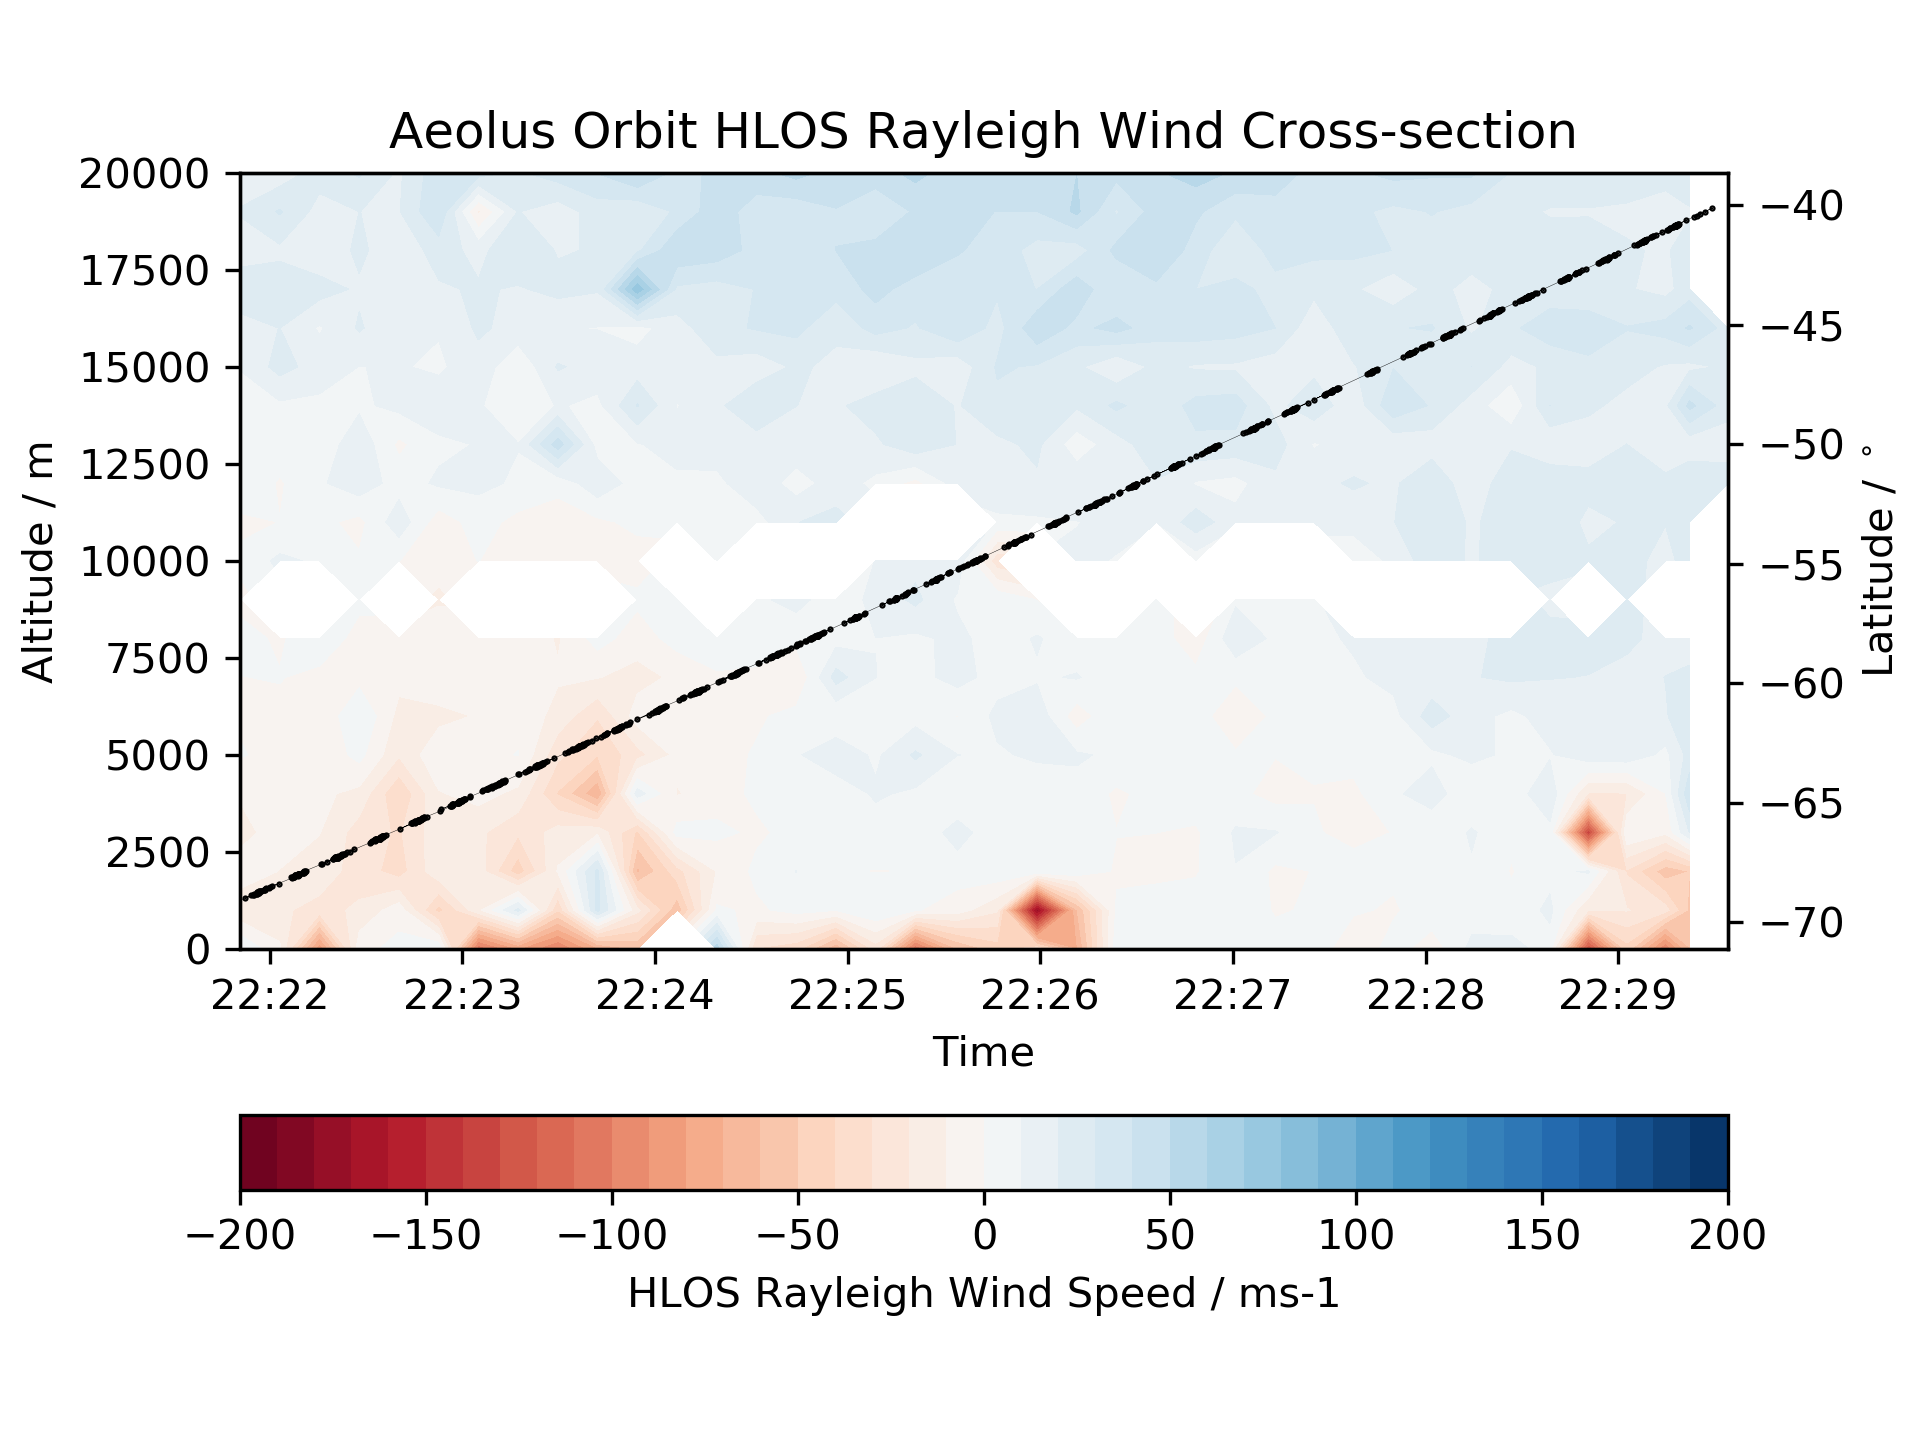 Aeolus Orbit HLOS Rayleigh Wind Cross-section
20000
17500
15000
12500
10000
7500
5000
2500
0
Altitude / m
−40
−45
−50
−55
−60
−65
−70
Latitude / °
22:22 22:23 22:24 22:25 22:26 22:27 22:28 22:29
Time
−200 −150 −100 −50 0 50 100 150 200
HLOS Rayleigh Wind Speed / ms-1